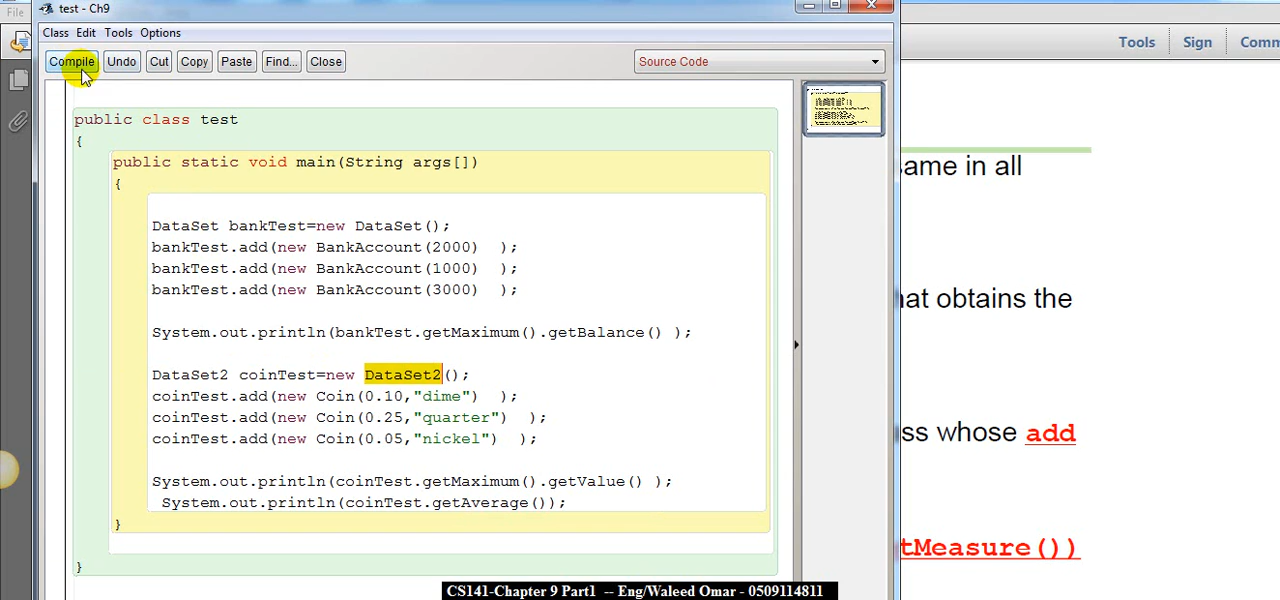 test - Ch9
File
Class Edit Tools Options
Compile Undo Cut Copy Paste Find... Close
Source Code
Tools Sign Comm
public class test
{
public static void main(String args[])
{
DataSet bankTest=new DataSet();
bankTest.add(new BankAccount(2000) );
bankTest.add(new BankAccount(1000) );
bankTest.add(new BankAccount(3000) );
System.out.println(bankTest.getMaximum().getBalance() );
DataSet2 coinTest=new DataSet2();
coinTest.add(new Coin(0.10,"dime") );
coinTest.add(new Coin(0.25,"quarter") );
coinTest.add(new Coin(0.05,"nickel") );
System.out.println(coinTest.getMaximum().getValue() );
System.out.println(coinTest.getAverage());
}
}
same in all
hat obtains the
ss whose add
tMeasure())
CS141-Chapter 9 Part1 -- Eng/Waleed Omar - 0509114811